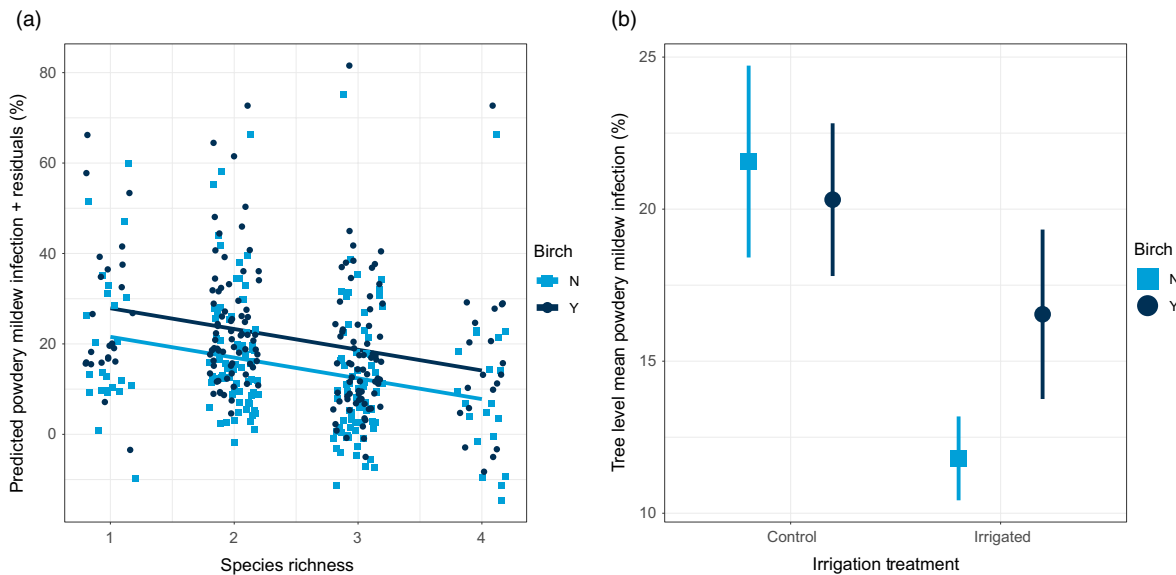 (a)
Predicted powdery mildew infection + residuals (%)
80
60
40
20
0
1 2 3 4
Species richness
Birch
N
Y
(b)
Tree level mean powdery mildew infection (%)
25
20
15
10
Control Irrigated
Irrigation treatment
Birch
N
Y